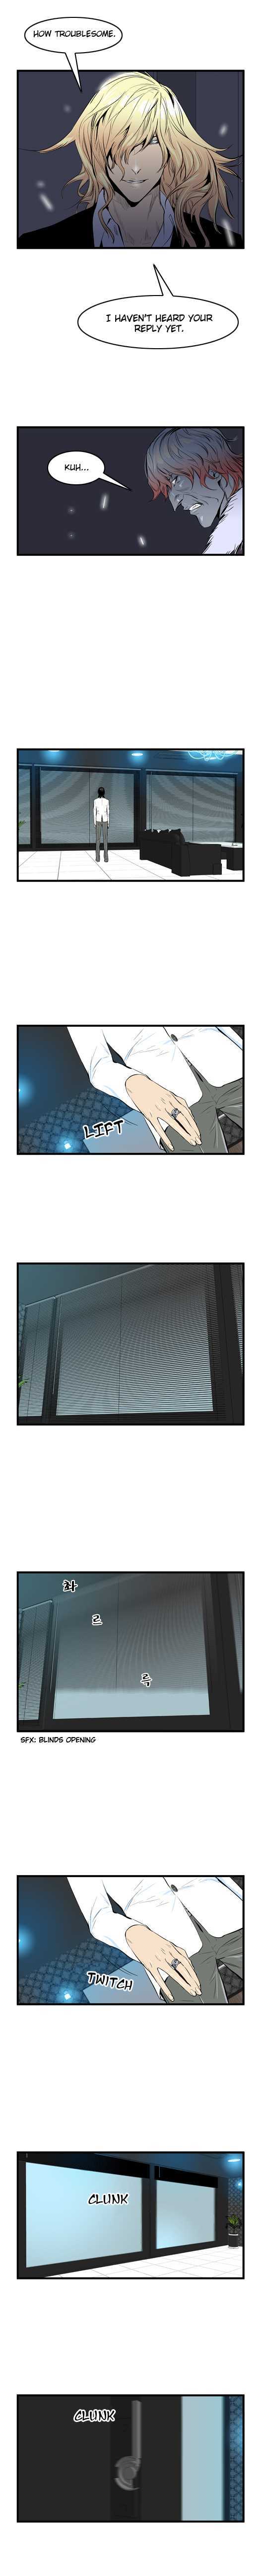 HOW TROUBLESOME.
I HAVEN'T HEARD YOUR
REPLY YET.
KUH...
LIFT
촤
르
륵
SFX: BLINDS OPENING
TWITCH
CLUNK
CLUNK